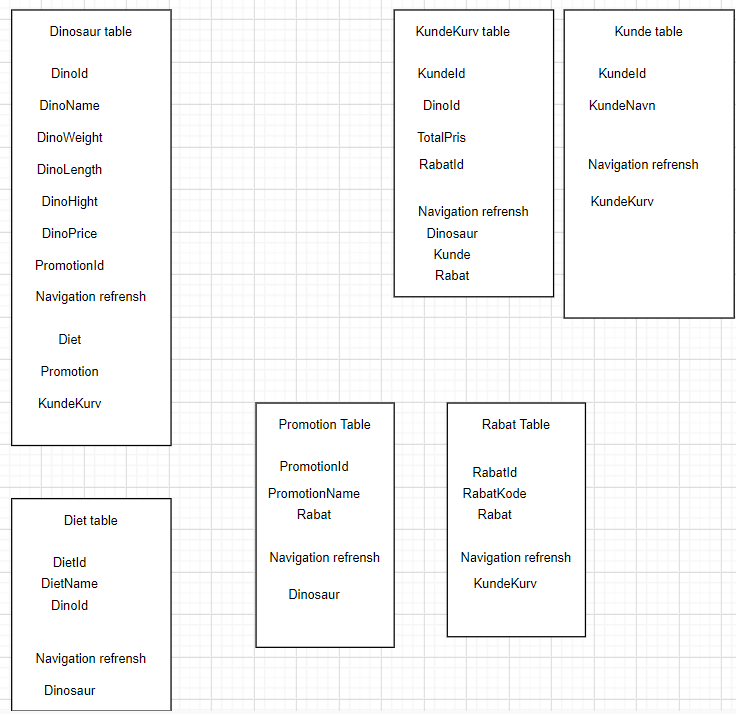 Dinosaur table
DinoId
DinoName
DinoWeight
DinoLength
DinoHight
DinoPrice
PromotionId
Navigation refrensh
Diet
Promotion
KundeKurv
KundeKurv table
KundeId
DinoId
TotalPris
RabatId
Navigation refrensh
Dinosaur
Kunde
Rabat
Kunde table
KundeId
KundeNavn
Navigation refrensh
KundeKurv
Diet table
DietId
DietName
DinoId
Navigation refrensh
Dinosaur
Promotion Table
PromotionId
PromotionName
Rabat
Navigation refrensh
Dinosaur
Rabat Table
RabatId
RabatKode
Rabat
Navigation refrensh
KundeKurv